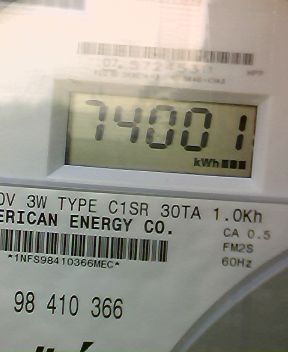 74001
kWh
0V 3W TYPE C1SR 30TA 1.0Kh
ERICAN ENERGY CO.
CA 0.5
FM2S
*1NFS98410366MEC*
60Hz
98 410 366